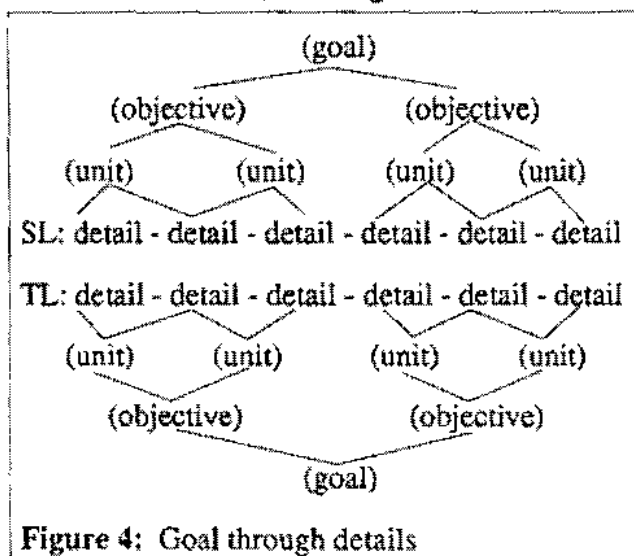 (goal)
(objective) (objective)
(unit) (unit) (unit) (unit)
SL: detail - detail - detail - detail - detail - detail
TL: detail - detail - detail - detail - detail - detail
(unit) (unit) (unit) (unit)
(objective) (objective)
(goal)
Figure 4: Goal through details